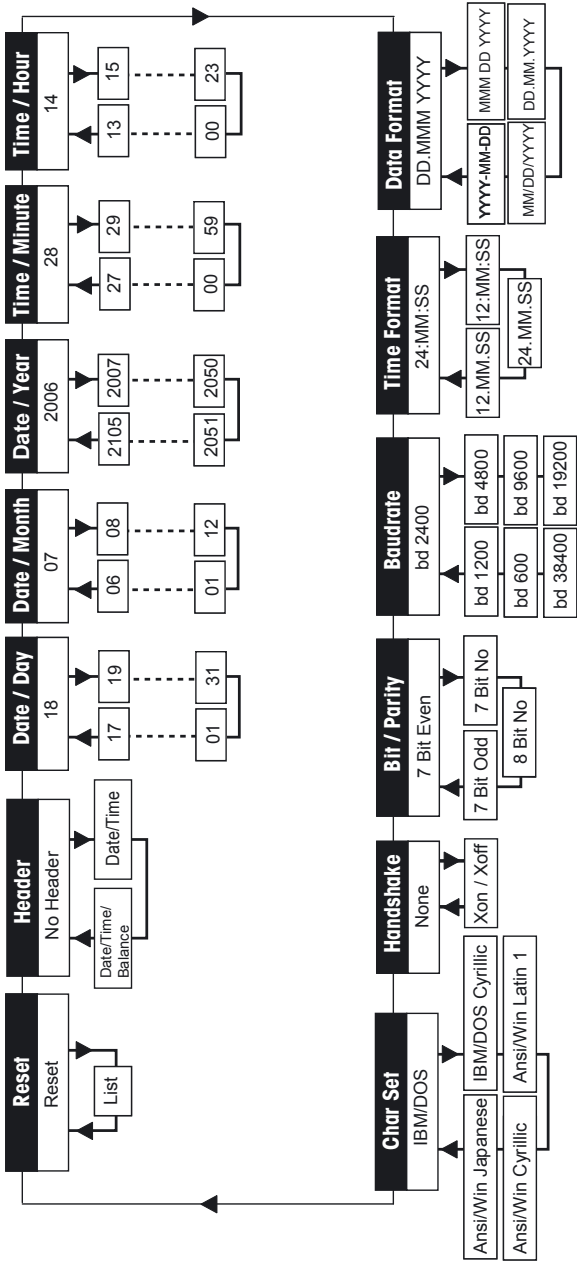 Reset
Reset
List
Header
No Header
Date/Time/
Balance
Date/Time
Date / Day
18
17
19
01
31
Date / Month
07
06
08
01
12
Date / Year
2006
2105
2007
2051
2050
Time / Minute
28
27
29
00
59
Time / Hour
14
13
15
00
23
Char Set
IBM/DOS
Ansi/Win Japanese
IBM/DOS Cyrillic
Ansi/Win Cyrillic
Ansi/Win Latin 1
Handshake
None
Xon / Xoff
Bit / Parity
7 Bit Even
7 Bit Odd
7 Bit No
8 Bit No
Baudrate
bd 2400
bd 1200
bd 4800
bd 600
bd 9600
bd 38400
bd 19200
Time Format
24:MM:SS
12.MM.SS
12:MM:SS
24.MM.SS
Data Format
DD.MMM YYYY
YYYY-MM-DD
MMM DD YYYY
MM/DD/YYYY
DD.MM.YYYY